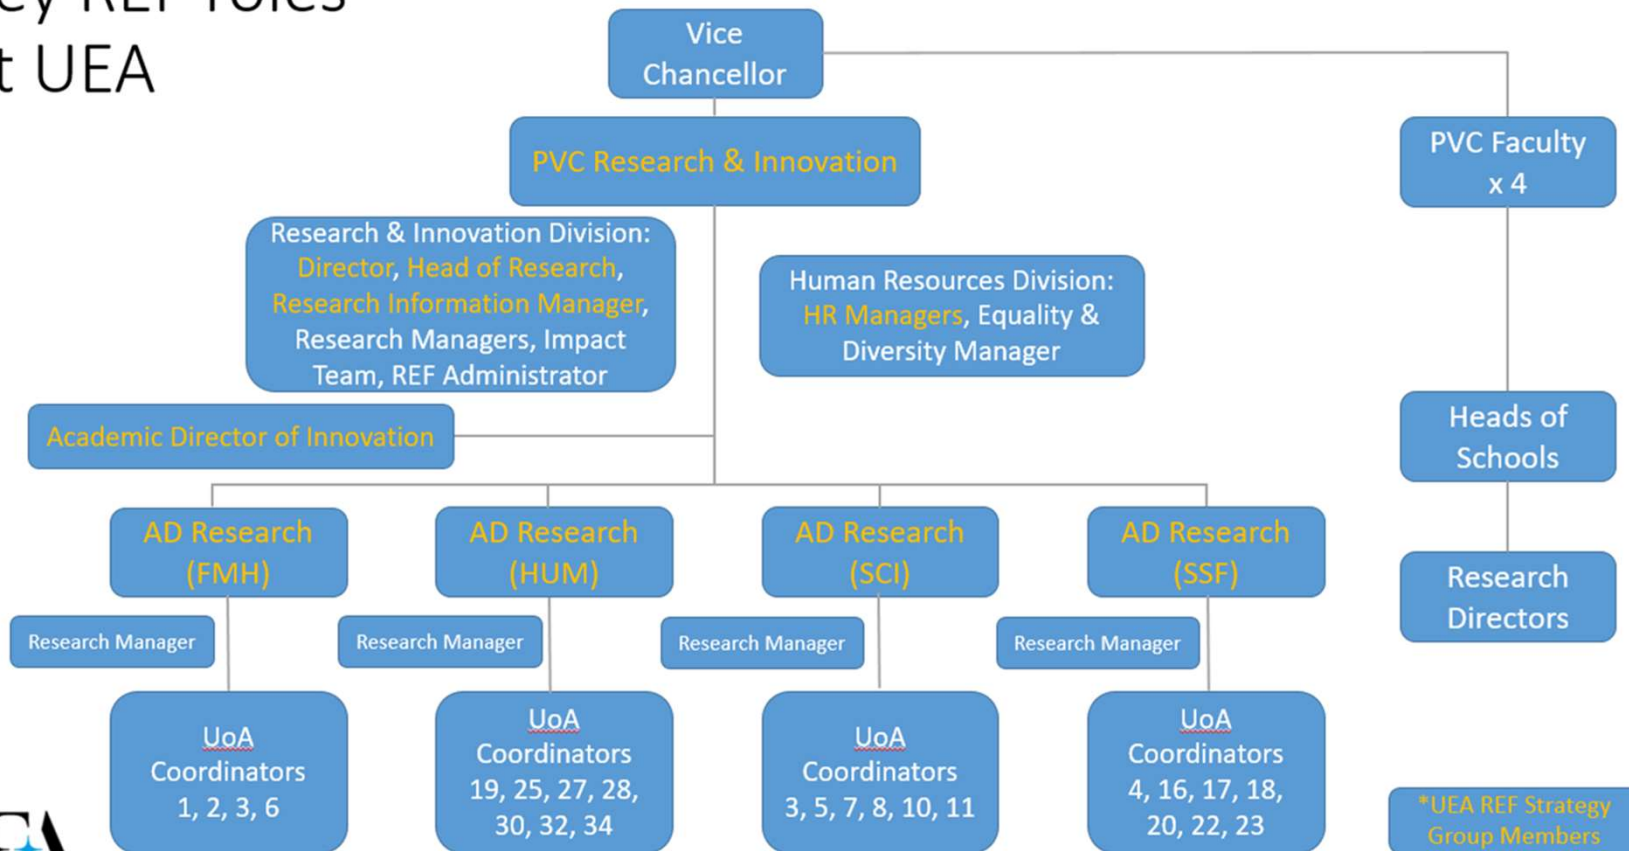 REF roles
t UEA
Vice
Chancellor
PVC Research & Innovation
PVC Faculty
x 4
Research & Innovation Division:
Director, Head of Research,
Research Information Manager,
Research Managers, Impact
Team, REF Administrator
Human Resources Division:
HR Managers, Equality &
Diversity Manager
Academic Director of Innovation
Heads of
Schools
AD Research
(FMH)
AD Research
(HUM)
AD Research
(SCI)
AD Research
(SSF)
Research
Directors
Research Manager
Research Manager
Research Manager
Research Manager
UoA
Coordinators
1, 2, 3, 6
UoA
Coordinators
19, 25, 27, 28,
30, 32, 34
UoA
Coordinators
3, 5, 7, 8, 10, 11
UoA
Coordinators
4, 16, 17, 18,
20, 22, 23
*UEA REF Strategy
Group Members